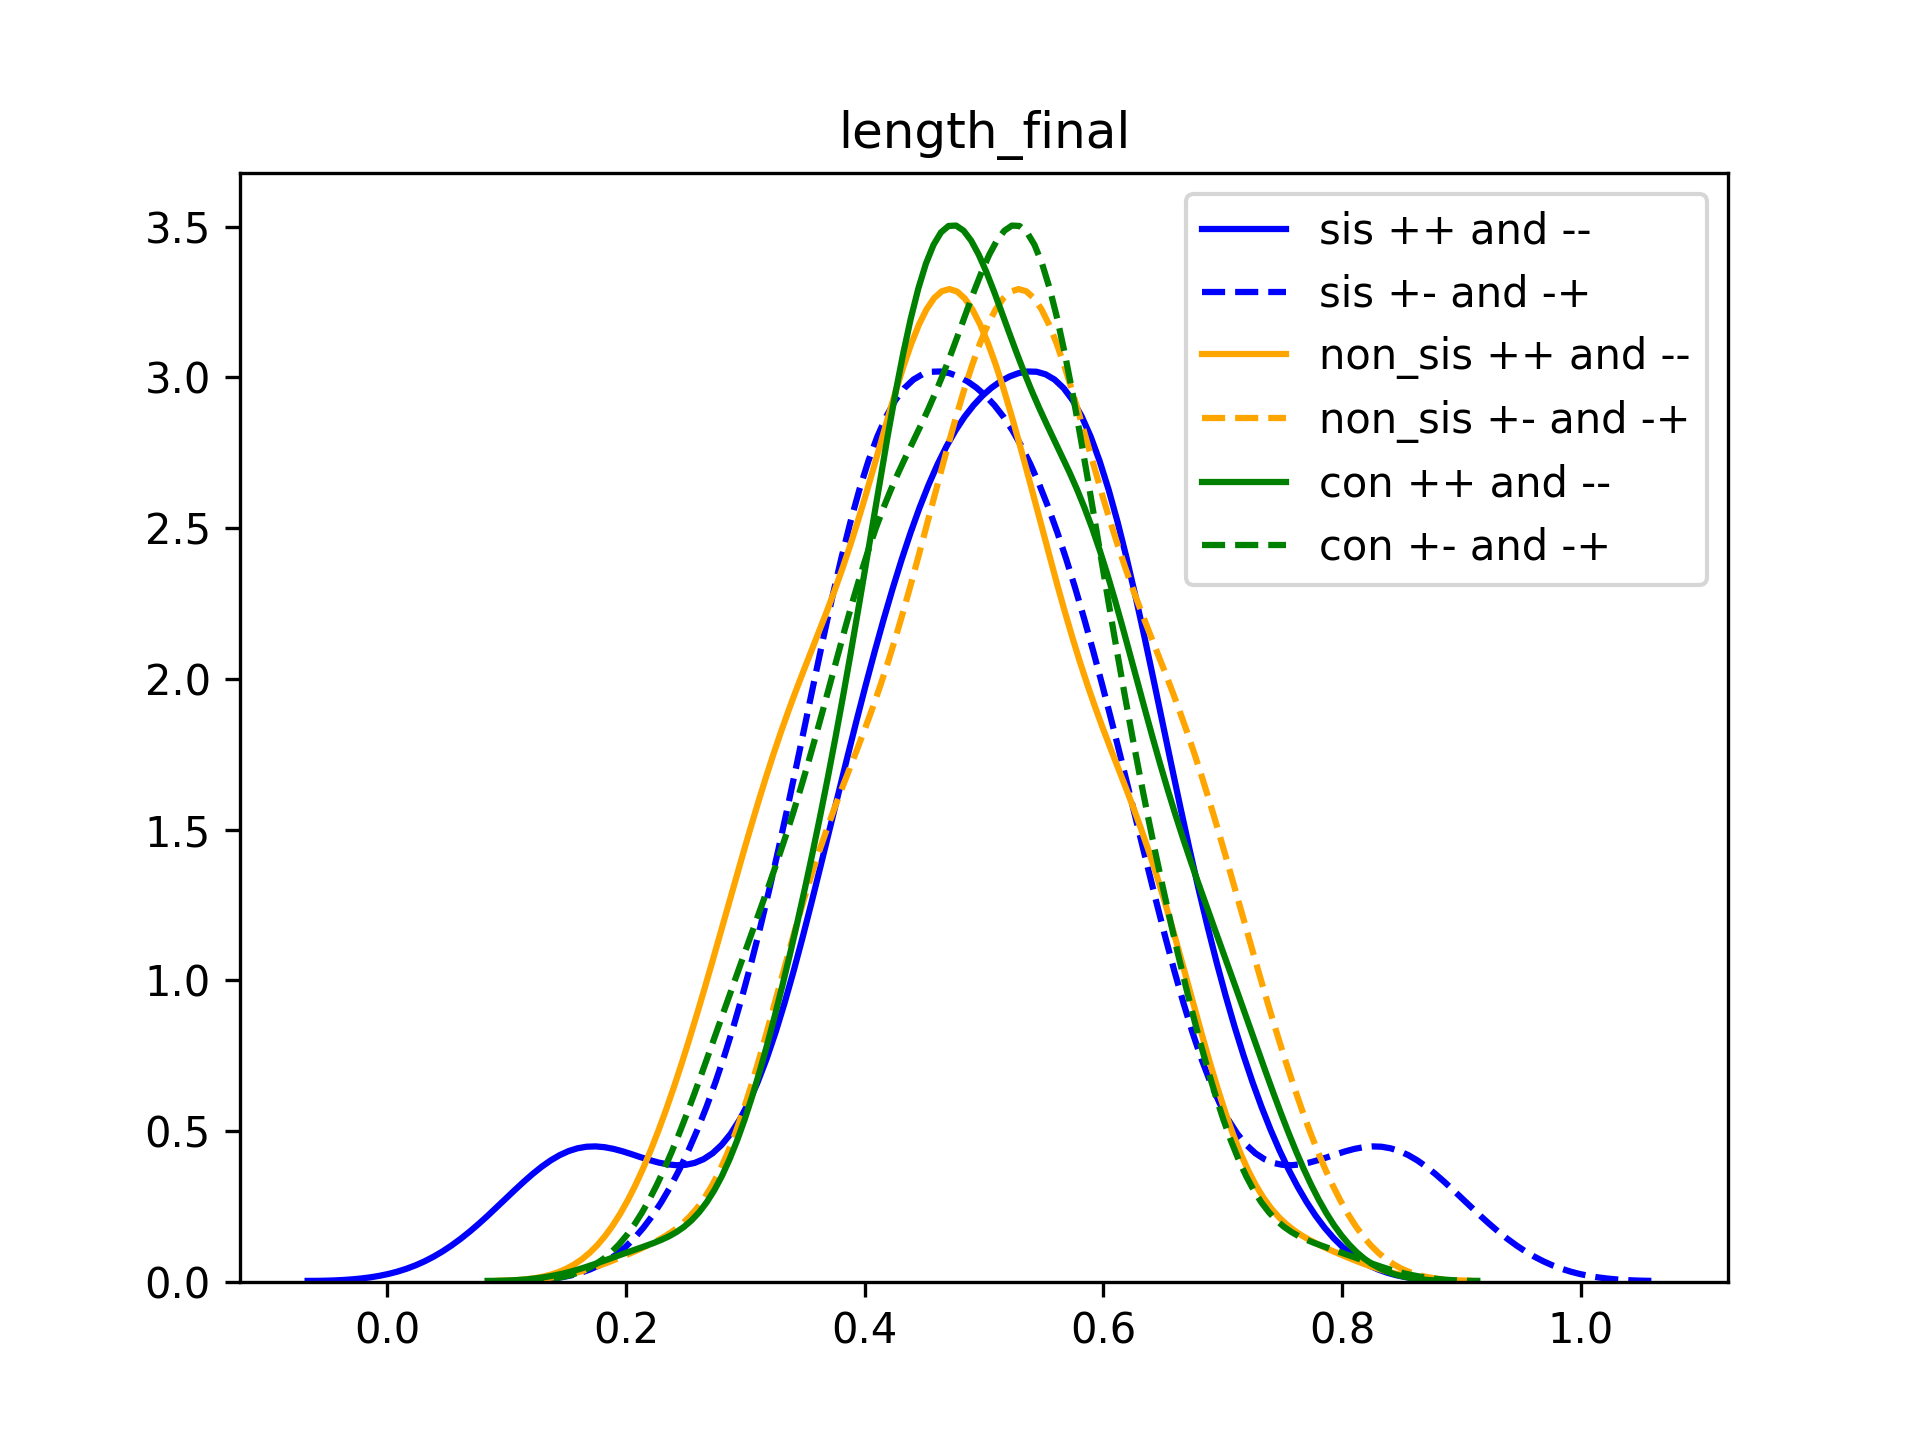 length_final
3.5
3.0
2.5
2.0
1.5
1.0
0.5
0.0
0.0 0.2 0.4 0.6 0.8 1.0
sis ++ and --
sis +- and -+
non_sis ++ and --
non_sis +- and -+
con ++ and --
con +- and -+